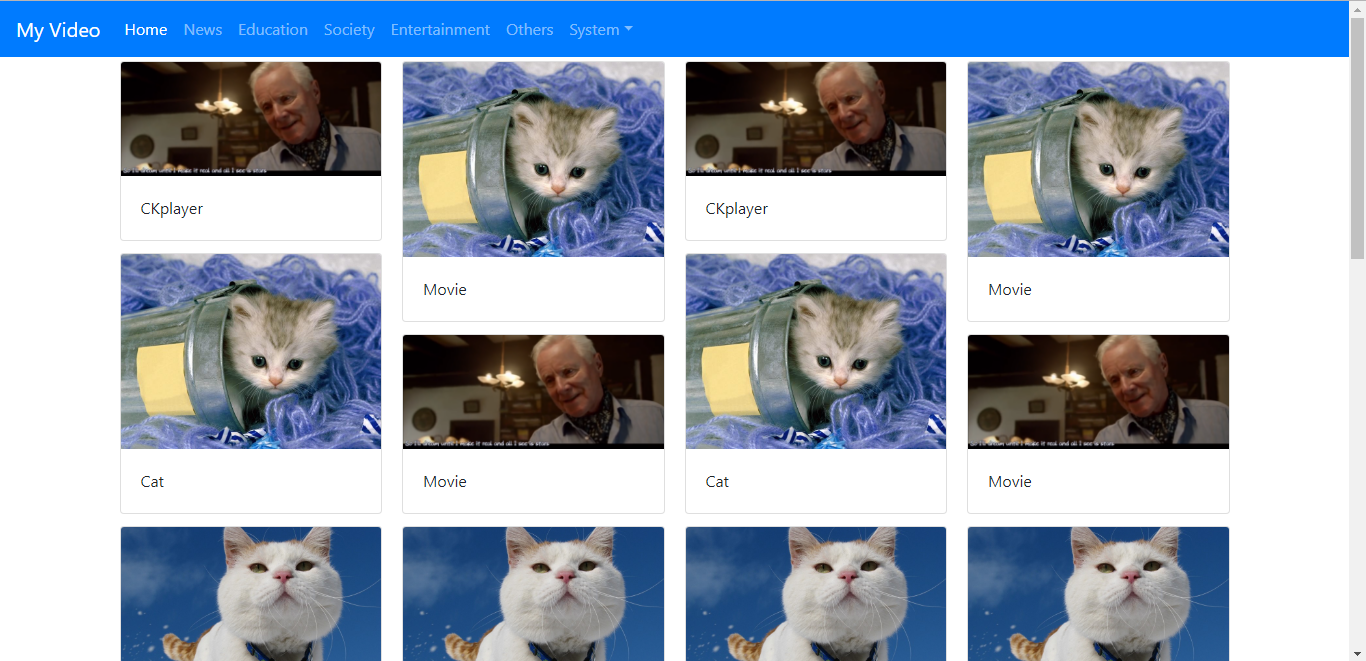 My Video Home News Education Society Entertainment Others System
CKplayer
CKplayer
Movie
Movie
Cat
Movie
Cat
Movie